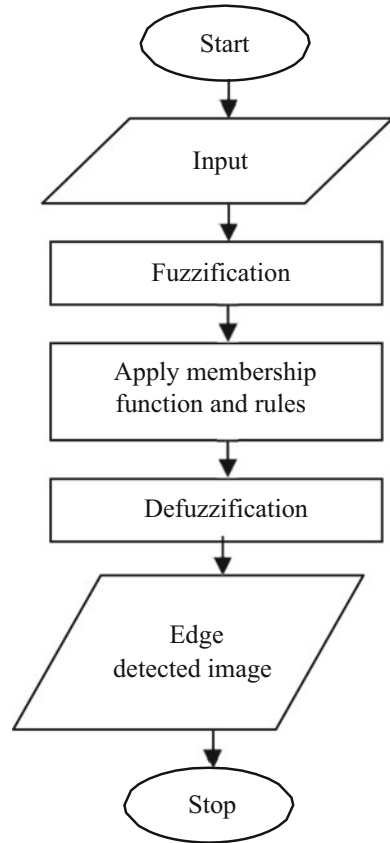 Start
Input
Fuzzification
Apply membership
function and rules
Defuzzification
Edge
detected image
Stop